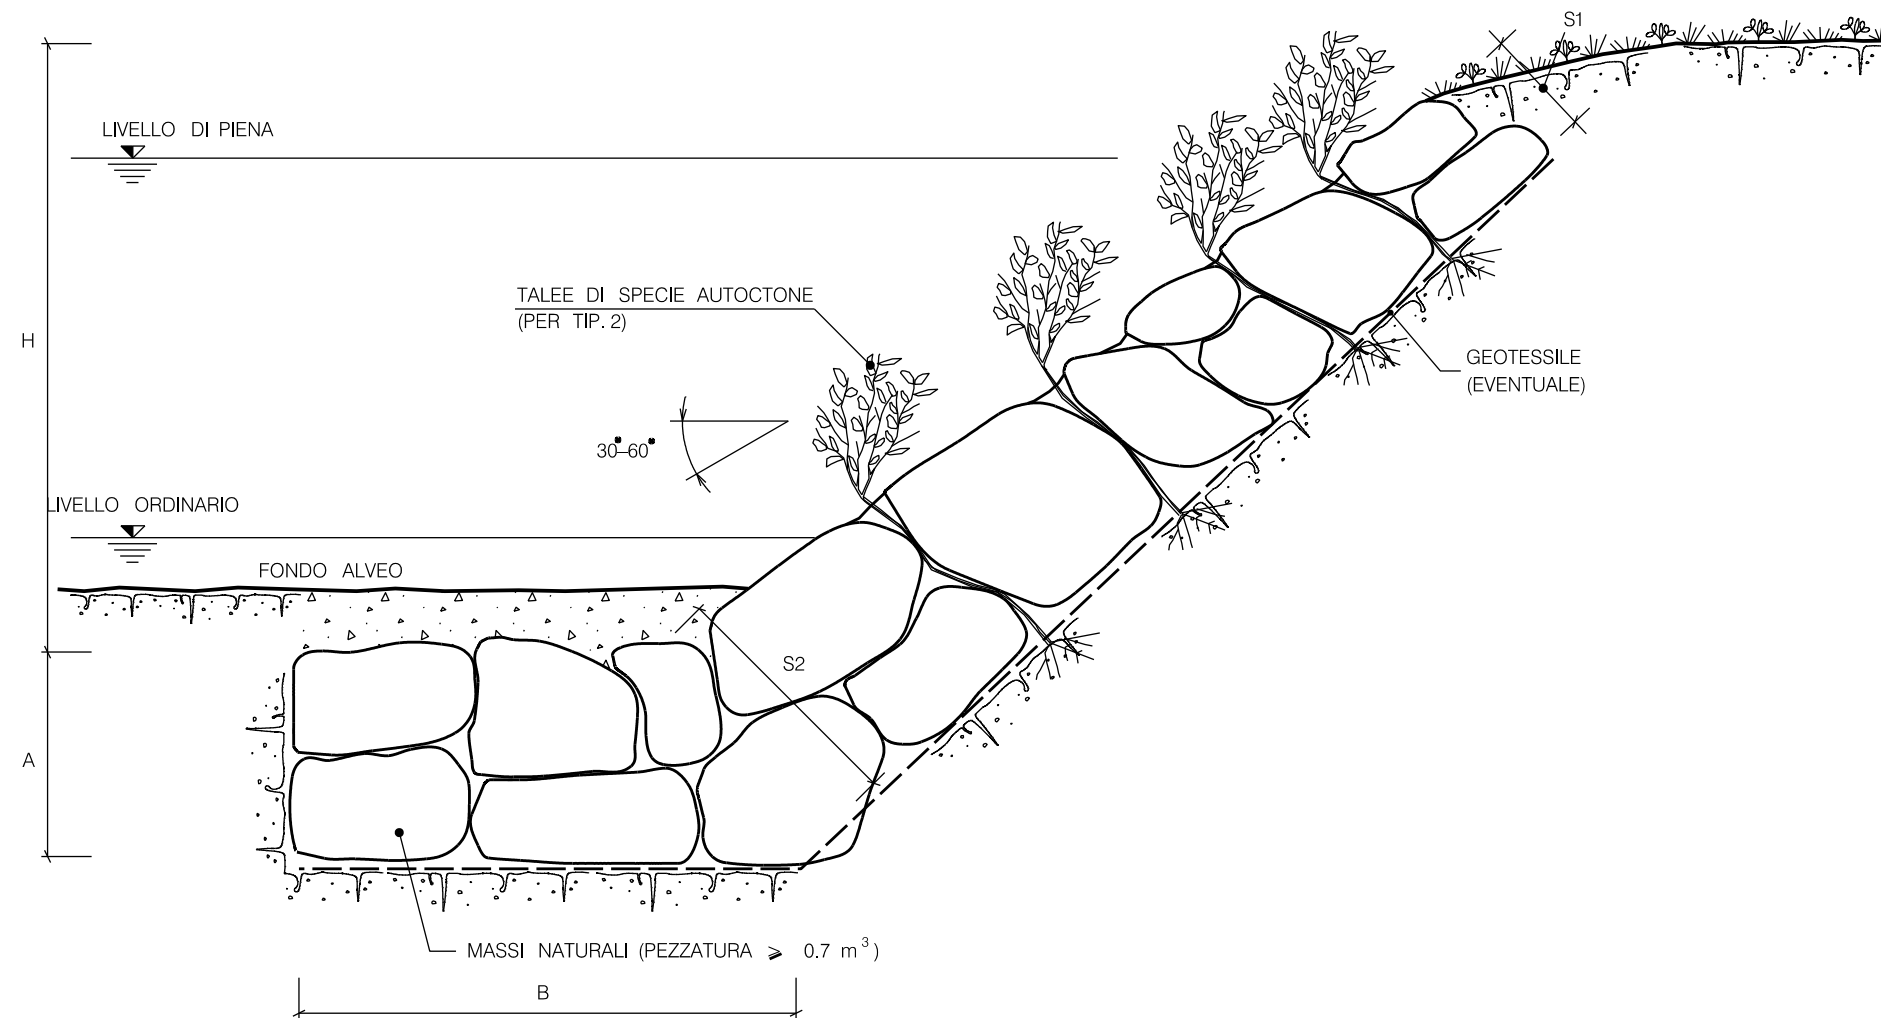 S1
LIVELLO DI PIENA
TALEE DI SPECIE AUTOCTONE
(PER TIP. 2)
H
GEOTESSILE
(EVENTUALE)
30°-60°
LIVELLO ORDINARIO
FONDO ALVEO
S2
A
MASSI NATURALI (PEZZATURA ⩾ 0.7 m³)
B